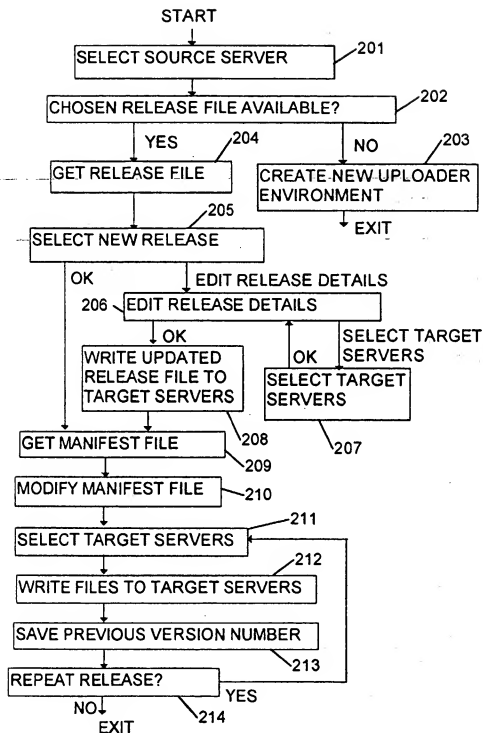 START
SELECT SOURCE SERVER
201
CHOSEN RELEASE FILE AVAILABLE?
202
YES
204
NO
203
GET RELEASE FILE
CREATE NEW UPLOADER
ENVIRONMENT
205
EXIT
SELECT NEW RELEASE
OK
EDIT RELEASE DETAILS
206
EDIT RELEASE DETAILS
OK
SELECT TARGET
SERVERS
OK
WRITE UPDATED
RELEASE FILE TO
TARGET SERVERS
SELECT TARGET
SERVERS
208
207
GET MANIFEST FILE
209
MODIFY MANIFEST FILE
210
211
SELECT TARGET SERVERS
212
WRITE FILES TO TARGET SERVERS
SAVE PREVIOUS VERSION NUMBER
213
REPEAT RELEASE?
YES
214
NO
EXIT